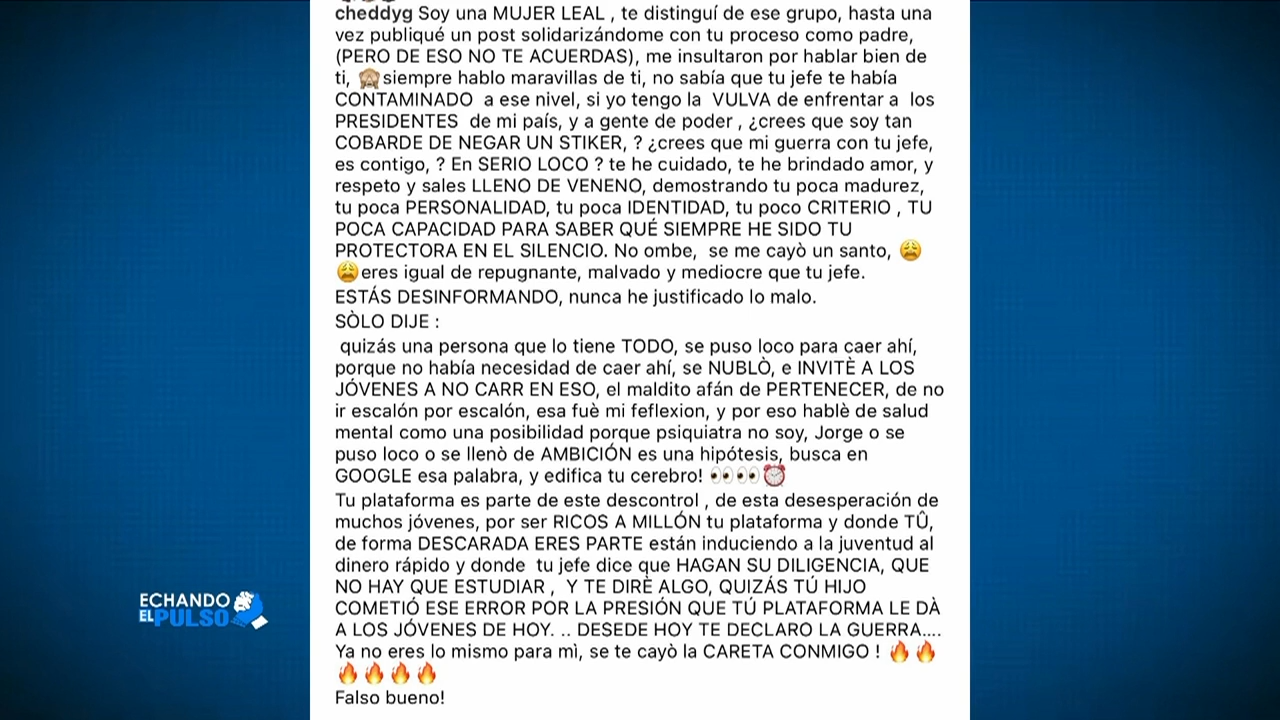 cheddyg Soy una MUJER LEAL , te distinguí de ese grupo, hasta una
vez publiqué un post solidarizándome con tu proceso como padre,
(PERO DE ESO NO TE ACUERDAS), me insultaron por hablar bien de
ti, 🙈siempre hablo maravillas de ti, no sabía que tu jefe te había
CONTAMINADO a ese nivel, si yo tengo la VULVA de enfrentar a los
PRESIDENTES de mi país, y a gente de poder , ¿crees que soy tan
COBARDE DE NEGAR UN STIKER, ? ¿crees que mi guerra con tu jefe,
es contigo, ? En SERIO LOCO ? te he cuidado, te he brindado amor, y
respeto y sales LLENO DE VENENO, demostrando tu poca madurez,
tu poca PERSONALIDAD, tu poca IDENTIDAD, tu poco CRITERIO , TU
POCA CAPACIDAD PARA SABER QUÉ SIEMPRE HE SIDO TU
PROTECTORA EN EL SILENCIO. No ombe, se me cayò un santo, 😩
😩eres igual de repugnante, malvado y mediocre que tu jefe.
ESTÁS DESINFORMANDO, nunca he justificado lo malo.
SÒLO DIJE :
quizás una persona que lo tiene TODO, se puso loco para caer ahí,
porque no había necesidad de caer ahí, se NUBLÒ, e INVITÈ A LOS
JÓVENES A NO CARR EN ESO, el maldito afán de PERTENECER, de no
ir escalón por escalón, esa fuè mi feflexion, y por eso hablè de salud
mental como una posibilidad porque psiquiatra no soy, Jorge o se
puso loco o se llenò de AMBICIÓN es una hipótesis, busca en
GOOGLE esa palabra, y edifica tu cerebro! 👀👀⏰
Tu plataforma es parte de este descontrol , de esta desesperación de
muchos jóvenes, por ser RICOS A MILLÓN tu plataforma y donde TÛ,
de forma DESCARADA ERES PARTE están induciendo a la juventud al
dinero rápido y donde tu jefe dice que HAGAN SU DILIGENCIA, QUE
NO HAY QUE ESTUDIAR , Y TE DIRÈ ALGO, QUIZÁS TÚ HIJO
COMETIÓ ESE ERROR POR LA PRESIÓN QUE TÚ PLATAFORMA LE DÀ
A LOS JÓVENES DE HOY. .. DESEDE HOY TE DECLARO LA GUERRA....
Ya no eres lo mismo para mì, se te cayò la CARETA CONMIGO ! 🔥🔥
🔥🔥🔥🔥
Falso bueno!
ECHANDO
EL PULSO